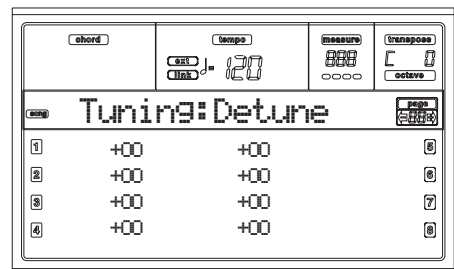 chord tempo measure transpose
ext ♩= 120 888 C 0
link octave
song Tuning:Detune page
88
1 +00 +00 5
2 +00 +00 6
3 +00 +00 7
4 +00 +00 8